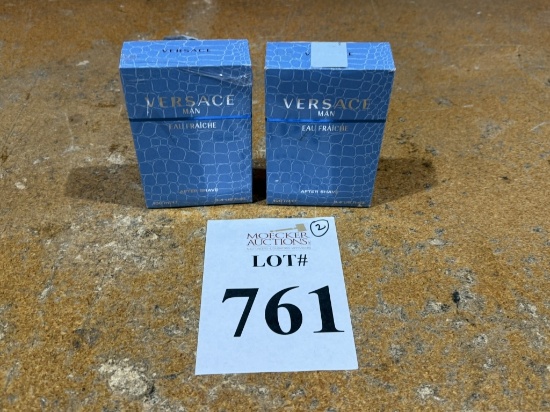 VERSACE
VERSACE
MAN
EAU FRAÎCHE
AFTER SHAVE
VERSACE
MAN
EAU FRAÎCHE
AFTER SHAVE
2
MOECKER
AUCTIONS
LOT#
761